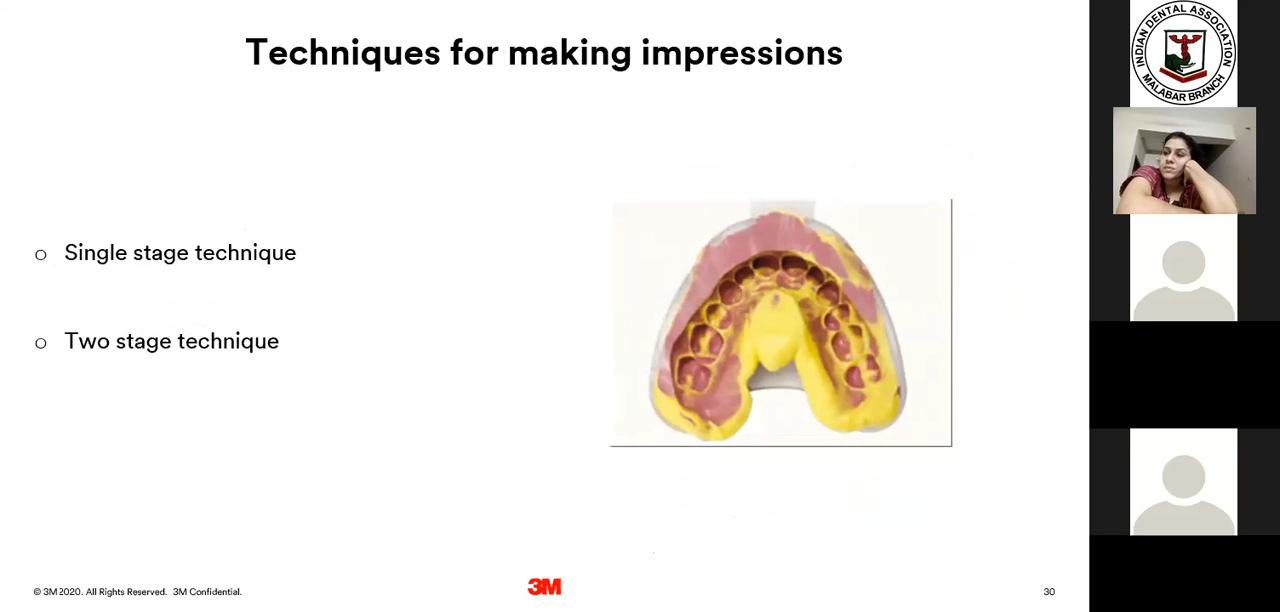 Techniques for making impressions
o Single stage technique
o Two stage technique
© 3M 2020. All Rights Reserved. 3M Confidential.
3M
30
INDIAN DENTAL ASSOCIATION
MALABAR BRANCH